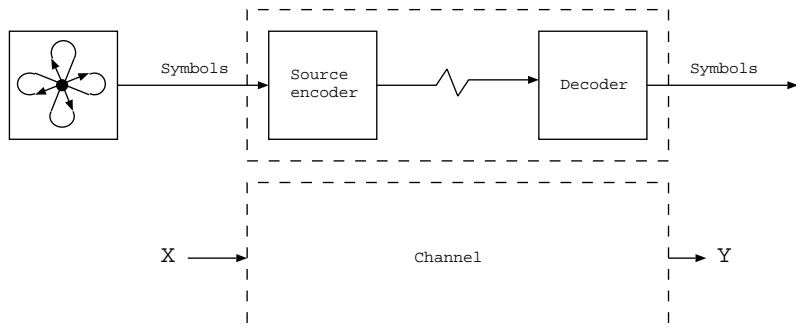 Symbols
Source
encoder
Decoder
Symbols
X
Channel
Y